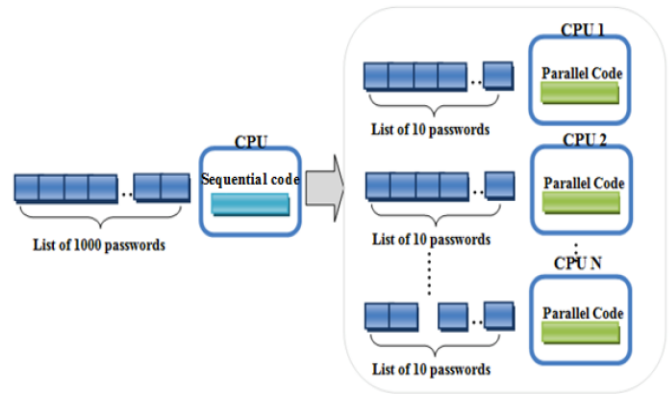 CPU
Sequential code
List of 1000 passwords
CPU 1
Parallel Code
List of 10 passwords
CPU 2
Parallel Code
List of 10 passwords
CPU N
Parallel Code
List of 10 passwords